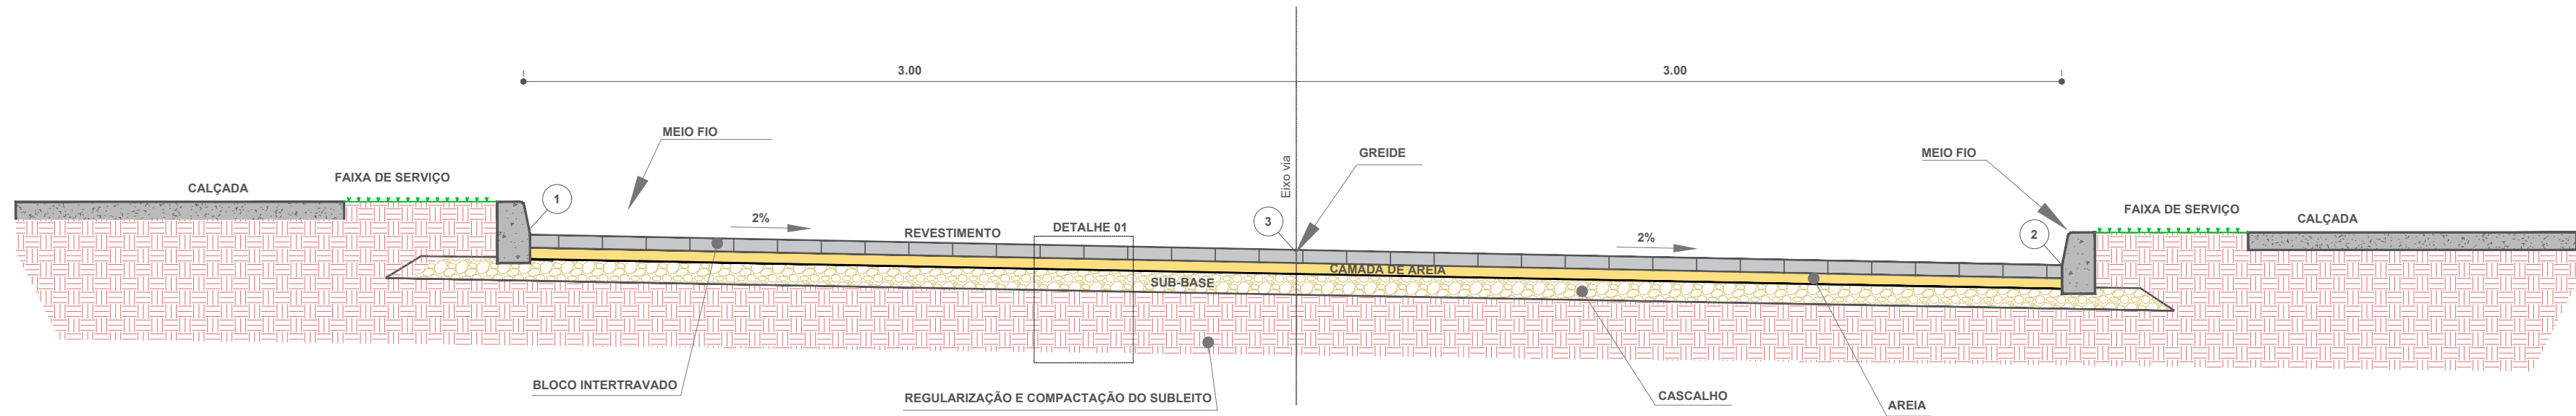 3.00
3.00
MEIO FIO
GREIDE
MEIO FIO
Eixo via
FAIXA DE SERVIÇO
CALÇADA
1
2%
3
DETALHE 01
REVESTIMENTO
2%
2
FAIXA DE SERVIÇO
CALÇADA
CAMADA DE AREIA
SUB-BASE
BLOCO INTERTRAVADO
REGULARIZAÇÃO E COMPACTAÇÃO DO SUBLEITO
CASCALHO
AREIA